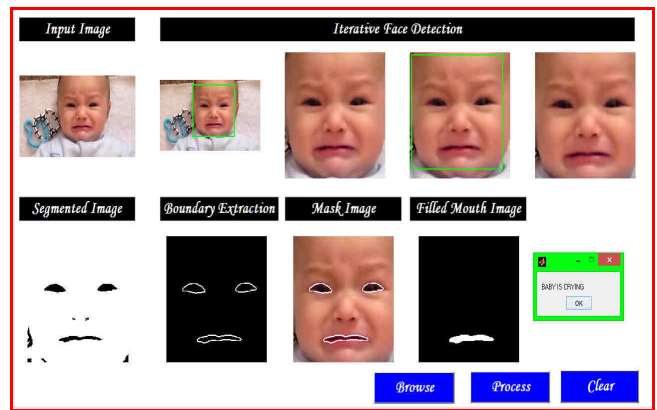 Input Image
Iterative Face Detection
Segmented Image
Boundary Extraction
Mask Image
Filled Mouth Image
BABY IS CRYING
OK
Browse
Process
Clear